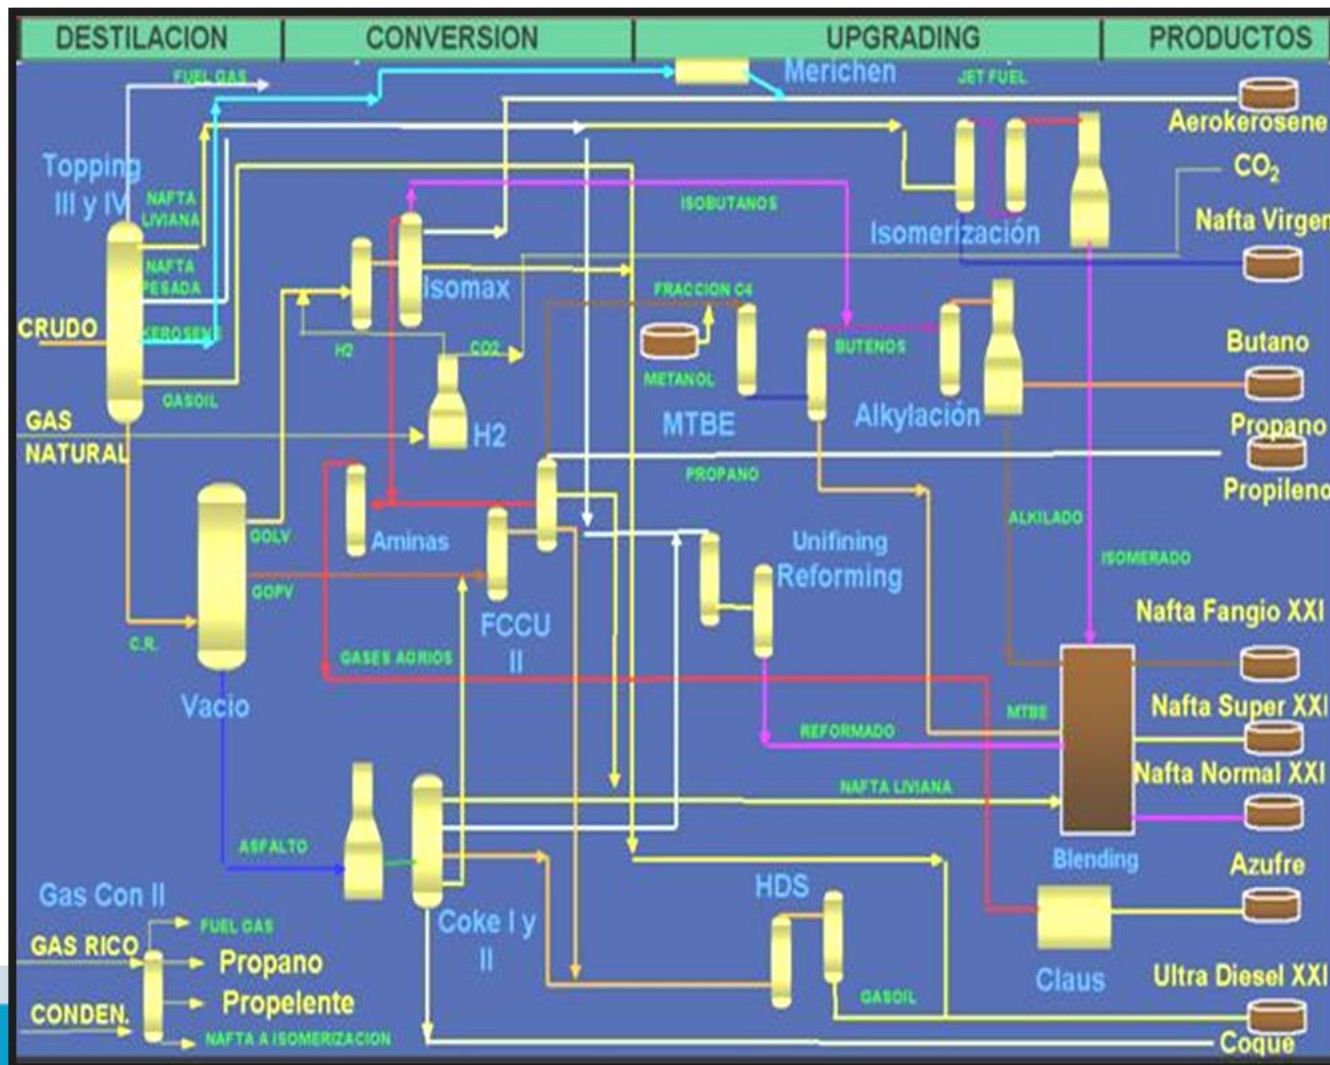 DESTILACION
CONVERSION
UPGRADING
PRODUCTOS
FUEL GAS
Merichen
JET FUEL
Aerokerosene
Topping
III y IV
NAFTA
LIVIANA
ISOBUTANOS
CO2
Isomerización
Nafta Virgen
NAFTA
PESADA
Isomax
FRACCION C4
CRUDO
KEROSENE
H2
CO2
METANOL
BUTENOS
Butano
GASOIL
MTBE
Alkylación
GAS
NATURAL
H2
PROPANO
Propano
Propileno
GOLV
Aminas
ALKILADO
Unifining
Reforming
ISOMERADO
GOPV
FCCU
II
Nafta Fangio XXI
C.R.
GASES AGRIOS
Vacio
MTBE
Nafta Super XXI
REFORMADO
Nafta Normal XXI
NAFTA LIVIANA
ASFALTO
Blending
Azufre
Gas Con II
HDS
FUEL GAS
Coke I y
II
GAS RICO
Propano
Claus
Ultra Diesel XXI
Propelente
GASOIL
CONDEN.
NAFTA A ISOMERIZACION
Coque